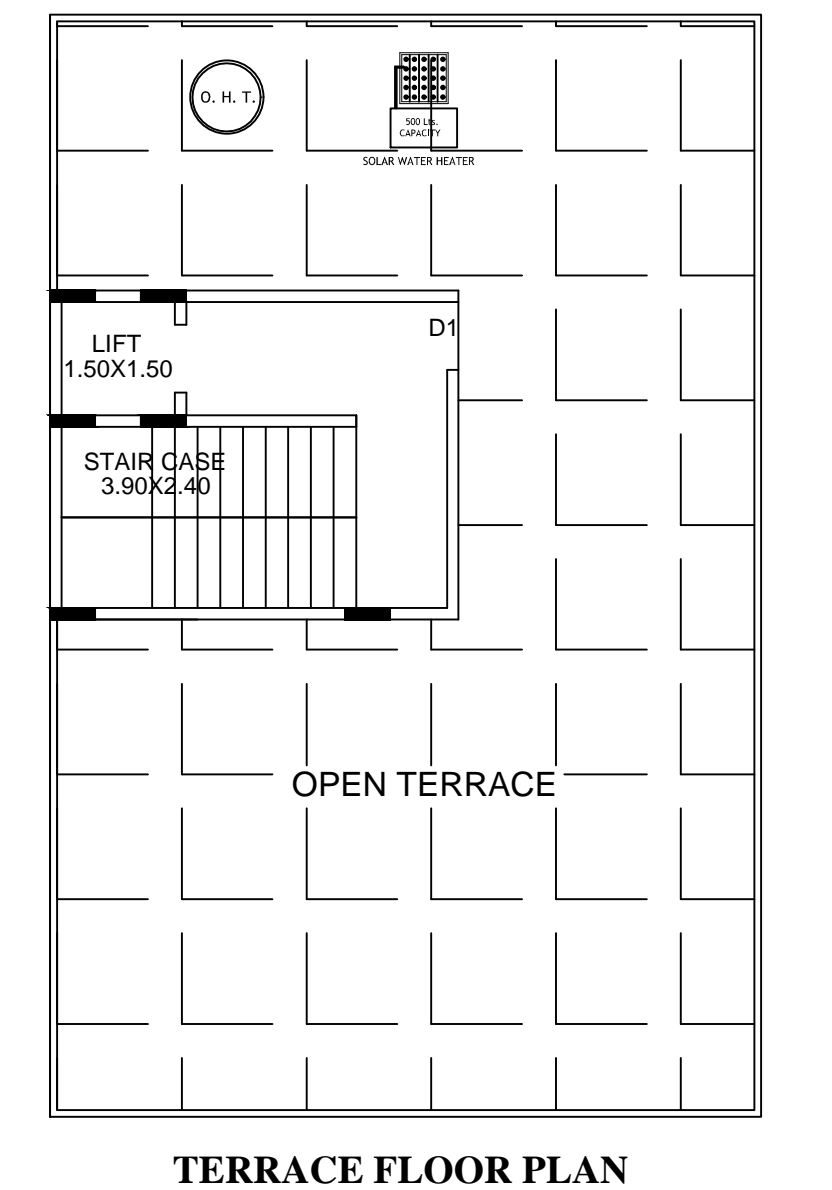 O. H. T.
500 Lts.
CAPACITY
SOLAR WATER HEATER
D1
LIFT
1.50X1.50
STAIR CASE
3.90X2.40
OPEN TERRACE
TERRACE FLOOR PLAN